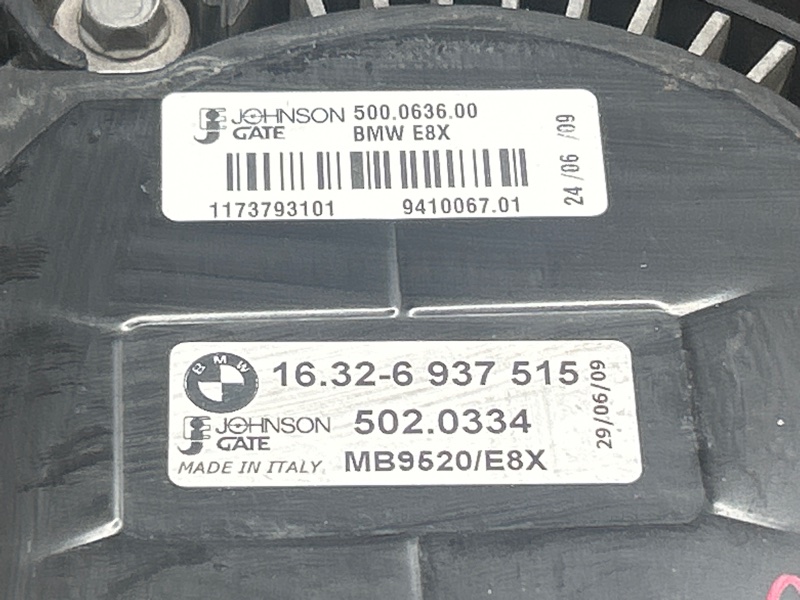 JOHNSON 500.0636.00
GATE BMW E8X
1173793101 9410067.01
24/06 /09
BMW 16.32-6 937 515
JOHNSON 502.0334
GATE
MADE IN ITALY MB9520/E8X
29/06/09